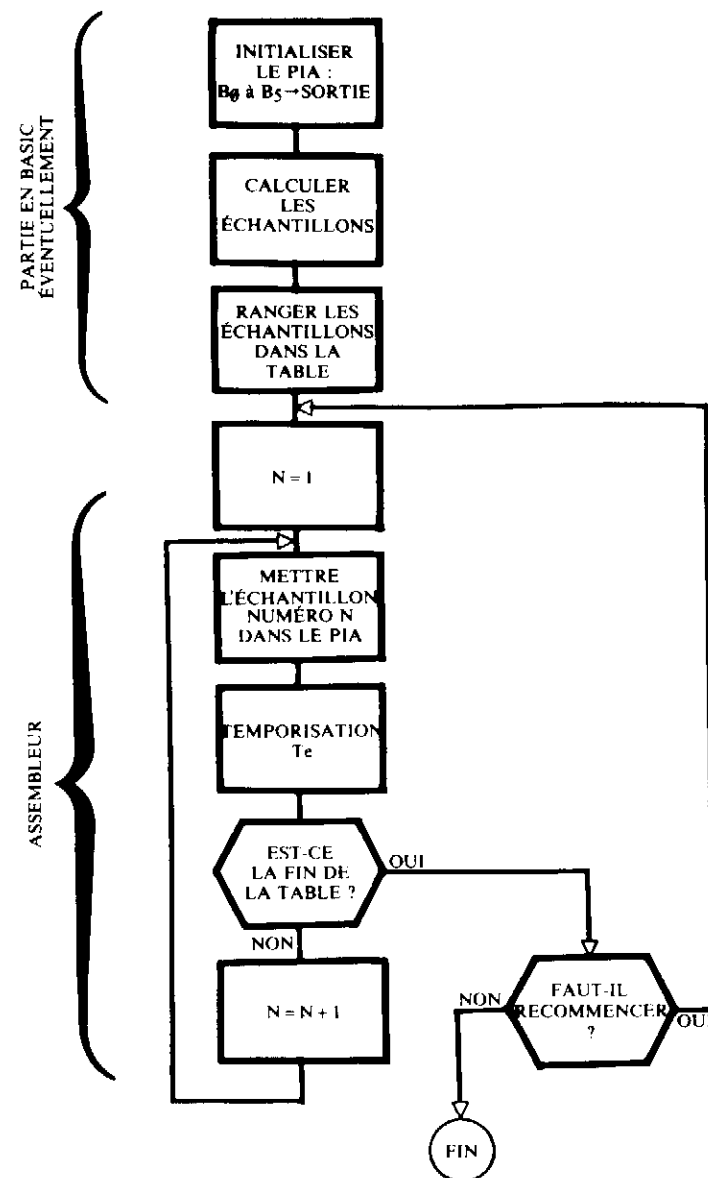 PARTIE EN BASIC
ÉVENTUELLEMENT
INITIALISER
LE PIA :
B0 à B5→SORTIE
CALCULER
LES
ÉCHANTILLONS
RANGER LES
ÉCHANTILLONS
DANS LA
TABLE
ASSEMBLEUR
N = 1
METTRE
L'ÉCHANTILLON
NUMÉRO N
DANS LE PIA
TEMPORISATION
Te
EST-CE
LA FIN DE
LA TABLE ?
OUI
NON
N = N + 1
FAUT-IL
RECOMMENCER
?
NON
OUI
FIN